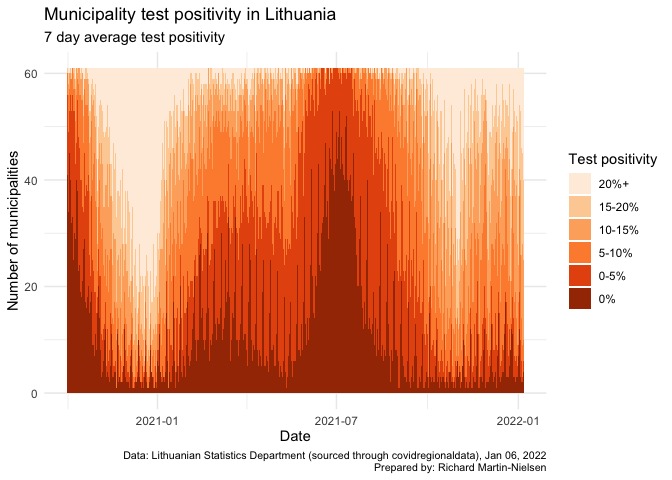 Municipality test positivity in Lithuania
7 day average test positivity
60
40
20
0
Number of municipalities
2021-01
2021-07
2022-01
Date
Test positivity
20%+
15-20%
10-15%
5-10%
0-5%
0%
Data: Lithuanian Statistics Department (sourced through covidregionaldata), Jan 06, 2022
Prepared by: Richard Martin-Nielsen